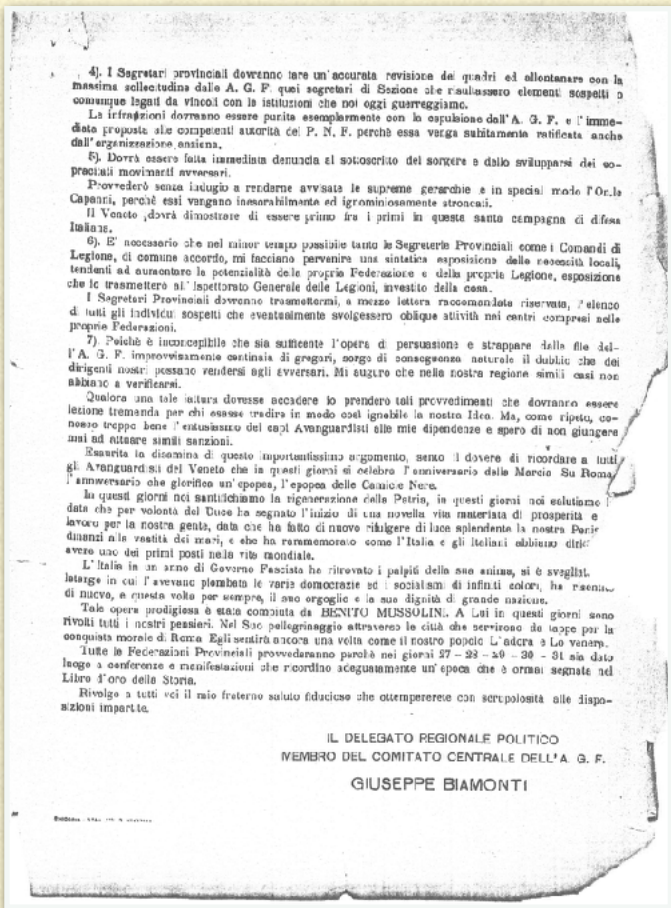 4). I Segretari provinciali dovranno fare un'accurata revisione dei quadri ed allontanare con la
massima sollecitudine dalle A. G. F. quei segretari di Sezione che risultassero elementi sospetti o
comunque legati da vincoli con le istituzioni che noi oggi guerreggiamo.
Le infrazioni dovranno essere punite esemplarmente con la espulsione dall'A. G. F. e l'imme-
diata proposta alle competenti autorità del P. N. F. perchè essa venga subitamente ratificata anche
dall'organizzazione anziana.
5). Dovrà essere fatta immediata denuncia al sottoscritto del sorgere e dello svilupparsi dei so-
pracitati movimenti avversari.
Provvederò senza indugio a renderne avvisate le supreme gerarchie e in special modo l'On.le
Capanni, perchè essi vengano inesorabilmente ed ignominiosamente stroncati.
Il Veneto dovrà dimostrare di essere primo fra i primi in questa santa campagna di difesa
Italiana.
6). E' necessario che nel minor tempo possibile tanto le Segreterie Provinciali come i Comandi di
Legione, di comune accordo, mi facciano pervenire una sintetica esposizione delle necessità locali,
tendenti ad aumentare la potenzialità della propria Federazione e della propria Legione, esposizione
che io trasmetterò all'Ispettorato Generale delle Legioni, investito della cosa.
I Segretari Provinciali dovranno trasmettermi, a mezzo lettera raccomandata riservata, l'elenco
di tutti gli individui sospetti che eventualmente svolgessero oblique attività nei centri compresi nelle
proprie Federazioni.
7). Poichè è inconcepibile che sia sufficente l'opera di persuasione a strappare dalle file del-
l'A. G. F. improvvisamente centinaia di gregari, sorge di conseguenza naturale il dubbio che dei
dirigenti nostri possano vendersi agli avversari. Mi auguro che nella nostra regione simili casi non
abbiano a verificarsi.
Qualora una tale iattura dovesse accadere io prenderò tali provvedimenti che dovranno essere
lezione tremenda per chi osasse tradire in modo così ignobile la nostra Idea. Ma, come ripeto, co-
nosco troppo bene l'entusiasmo dei capi Avanguardisti alle mie dipendenze e spero di non giungere
mai ad attuare simili sanzioni.
Esaurita la disamina di questo importantissimo argomento, sento il dovere di ricordare a tutti
gli Avanguardisti del Veneto che in questi giorni si celebra l'anniversario della Marcia Su Roma,
l'anniversario che glorifica un'epopea, l'epopea delle Camicie Nere.
In questi giorni noi santifichiamo la rigenerazione della Patria, in questi giorni noi salutiamo
data che per volontà del Duce ha segnato l'inizio di una novella vita materiata di prosperità e
lavoro per la nostra gente, data che ha fatto di nuovo rifulgere di luce splendente la nostra
dinanzi alla vastità dei mari, e che ha rammemorato come l'Italia e gli Italiani abbiano
avere uno dei primi posti nella vita mondiale.
L'Italia in un anno di Governo Fascista ha ritrovato i palpiti della sua anima, si è
letargo in cui l'avevano piombata le varie democrazie ed i socialismi di infiniti colori, ha
di nuovo, e questa volta per sempre, il suo orgoglio e la sua dignità di grande nazione.
Tale opera prodigiosa è stata compiuta da BENITO MUSSOLINI. A Lui in questi giorni sono
rivolti tutti i nostri pensieri. Nel Suo pellegrinaggio attraverso le città che servirono da tappe per la
conquista morale di Roma Egli sentirà ancora una volta come il nostro popolo L'adora e Lo venera.
Tutte le Federazioni Provinciali provvederanno perchè nei giorni 27 - 28 - 29 - 30 - 31 sia dato
luogo a conferenze e manifestazioni che ricordino adeguatamente un'epoca che è ormai segnata nel
Libro d'oro della Storia.
Rivolgo a tutti voi il mio fraterno saluto fiducioso che ottempererete con scrupolosità alle dispo-
sizioni impartite.
IL DELEGATO REGIONALE POLITICO
MEMBRO DEL COMITATO CENTRALE DELL'A. G. F.
GIUSEPPE BIAMONTI